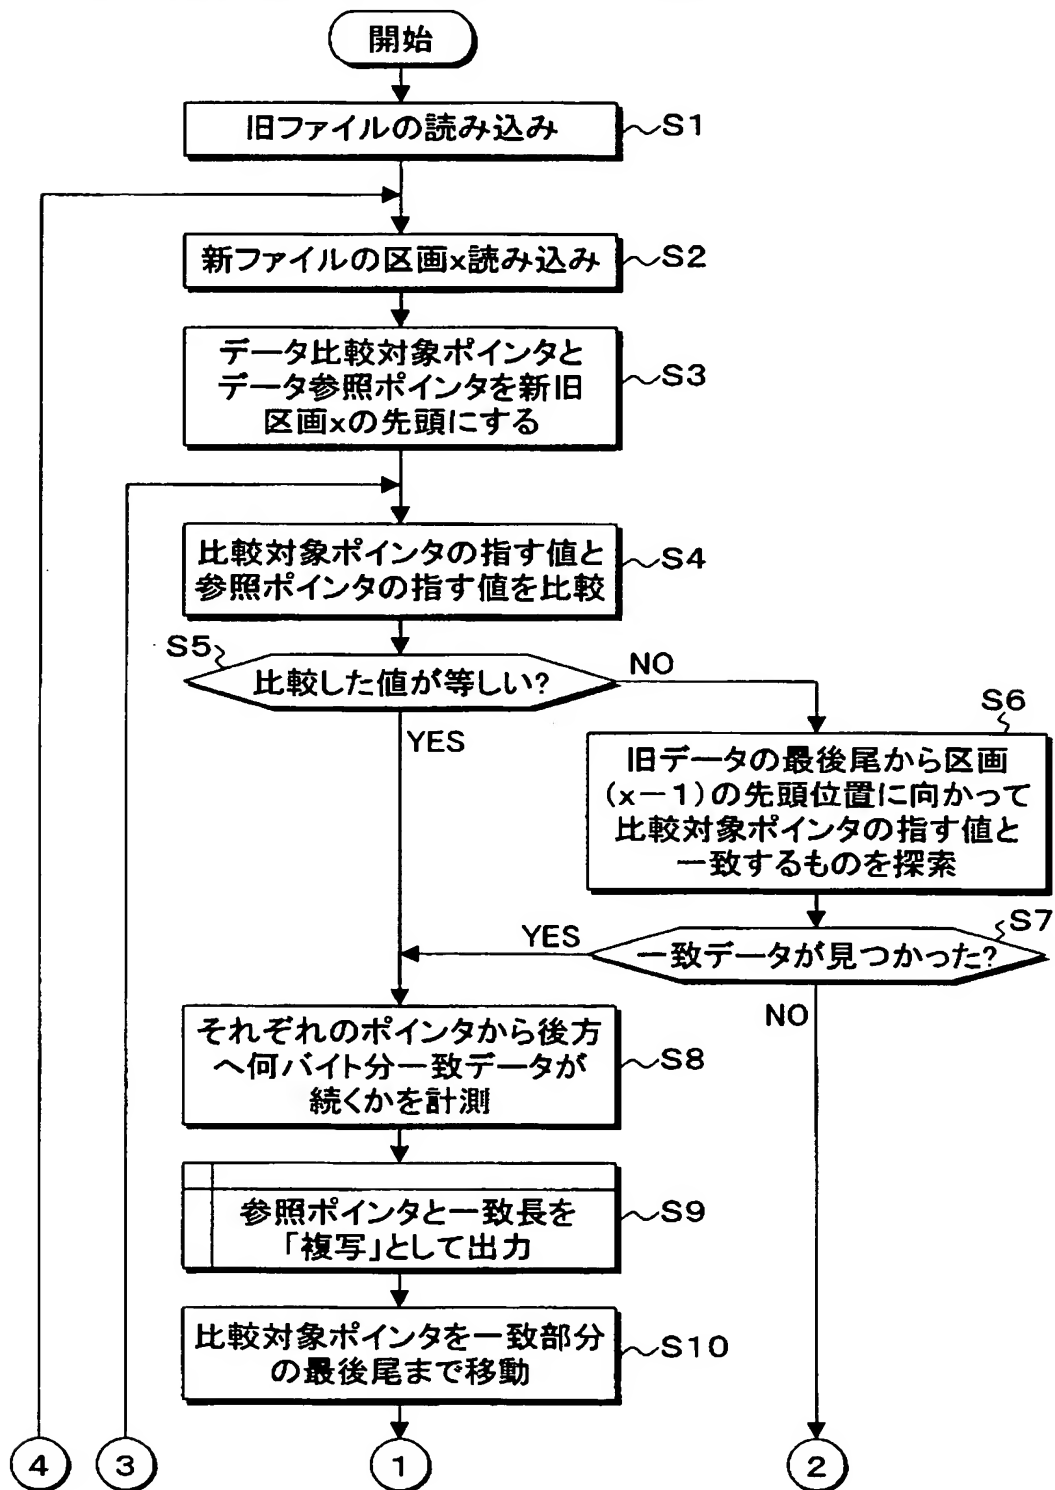 開始
旧ファイルの読み込み
S1
新ファイルの区画x読み込み
S2
データ比較対象ポインタと
データ参照ポインタを新旧
区画xの先頭にする
S3
比較対象ポインタの指す値と
参照ポインタの指す値を比較
S4
S5
比較した値が等しい?
NO
YES
S6
旧データの最後尾から区画
(x−1)の先頭位置に向かって
比較対象ポインタの指す値と
一致するものを探索
S7
一致データが見つかった?
YES
NO
それぞれのポインタから後方
へ何バイト分一致データが
続くかを計測
S8
参照ポインタと一致長を
「複写」として出力
S9
比較対象ポインタを一致部分
の最後尾まで移動
S10
4
3
1
2